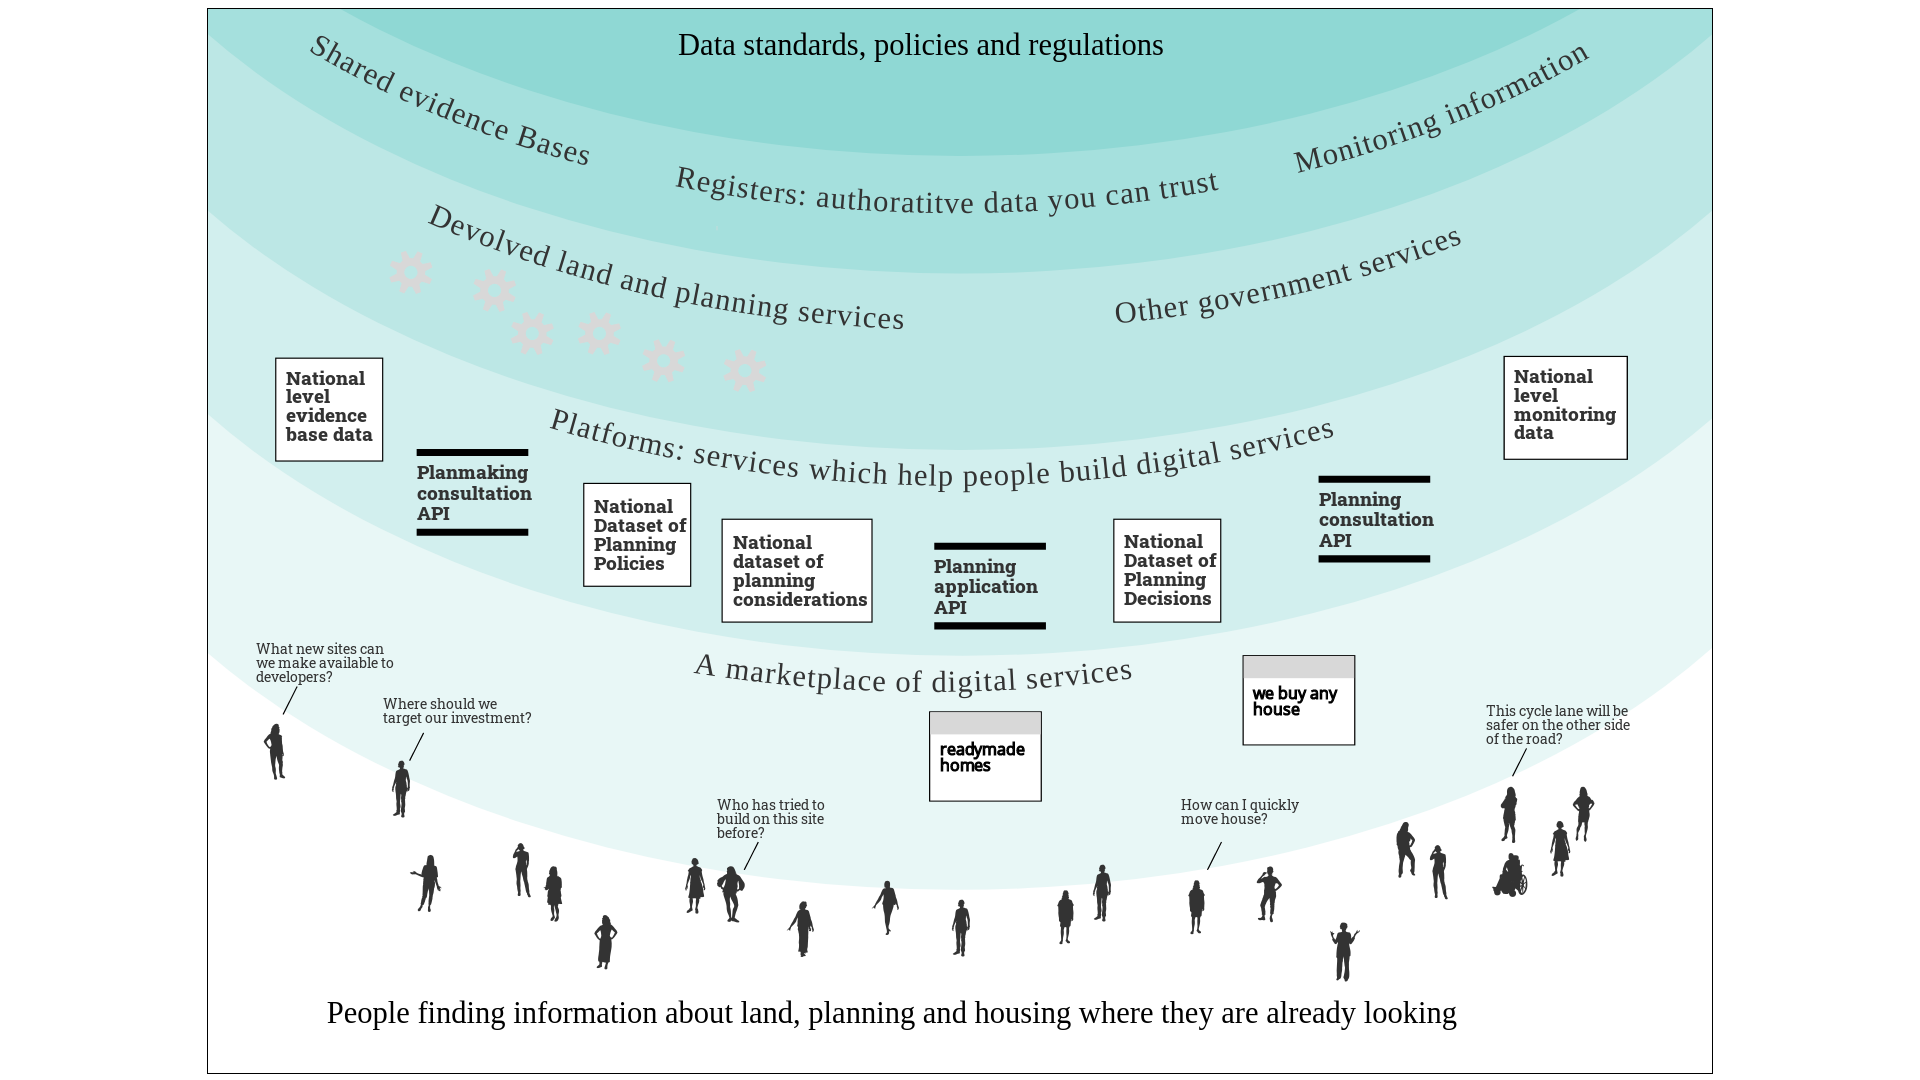 Data standards, policies and regulations
Shared evidence Bases
Registers: authoratitve data you can trust
Monitoring information
Devolved land and planning services
Other government services
Platforms: services which help people build digital services
National
level
evidence
base data
Planmaking
consultation
API
National
Dataset of
Planning
Policies
National
dataset of
planning
considerations
Planning
application
API
National
Dataset of
Planning
Decisions
Planning
consultation
API
National
level
monitoring
data
A marketplace of digital services
readymade
homes
we buy any
house
What new sites can
we make available to
developers?
Where should we
target our investment?
Who has tried to
build on this site
before?
How can I quickly
move house?
This cycle lane will be
safer on the other side
of the road?
People finding information about land, planning and housing where they are already looking